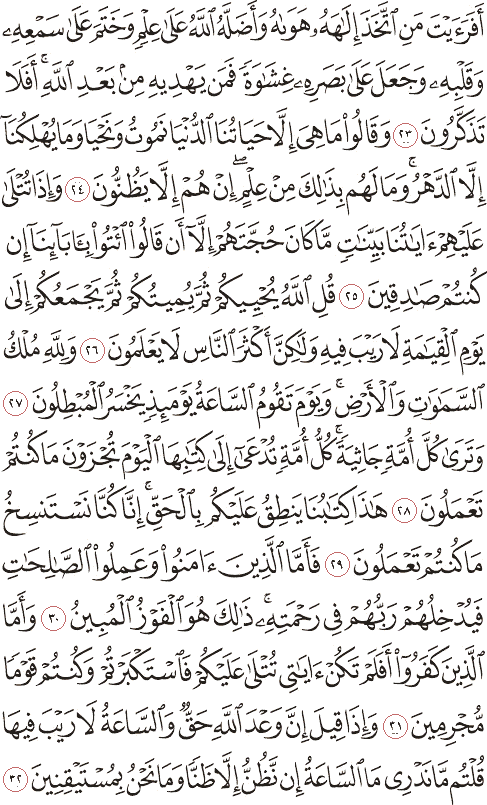 أَفَرَءَيْتَ مَنِ ٱتَّخَذَ إِلَٰهَهُۥ هَوَىٰهُ وَأَضَلَّهُ ٱللَّهُ عَلَىٰ عِلْمٍ وَخَتَمَ عَلَىٰ سَمْعِهِۦ
وَقَلْبِهِۦ وَجَعَلَ عَلَىٰ بَصَرِهِۦ غِشَٰوَةً فَمَن يَهْدِيهِ مِنۢ بَعْدِ ٱللَّهِ ۚ أَفَلَا
تَذَكَّرُونَ ٢٣ وَقَالُوا۟ مَا هِىَ إِلَّا حَيَاتُنَا ٱلدُّنْيَا نَمُوتُ وَنَحْيَا وَمَا يُهْلِكُنَآ
إِلَّا ٱلدَّهْرُ ۚ وَمَا لَهُم بِذَٰلِكَ مِنْ عِلْمٍ ۖ إِنْ هُمْ إِلَّا يَظُنُّونَ ٢٤ وَإِذَا تُتْلَىٰ
عَلَيْهِمْ ءَايَٰتُنَا بَيِّنَٰتٍ مَّا كَانَ حُجَّتَهُمْ إِلَّآ أَن قَالُوا۟ ٱئْتُوا۟ بِـَٔابَآئِنَآ إِن
كُنتُمْ صَٰدِقِينَ ٢٥ قُلِ ٱللَّهُ يُحْيِيكُمْ ثُمَّ يُمِيتُكُمْ ثُمَّ يَجْمَعُكُمْ إِلَىٰ
يَوْمِ ٱلْقِيَٰمَةِ لَا رَيْبَ فِيهِ وَلَٰكِنَّ أَكْثَرَ ٱلنَّاسِ لَا يَعْلَمُونَ ٢٦ وَلِلَّهِ مُلْكُ
ٱلسَّمَٰوَٰتِ وَٱلْأَرْضِ ۚ وَيَوْمَ تَقُومُ ٱلسَّاعَةُ يَوْمَئِذٍ يَخْسَرُ ٱلْمُبْطِلُونَ ٢٧
وَتَرَىٰ كُلَّ أُمَّةٍ جَاثِيَةً ۚ كُلُّ أُمَّةٍ تُدْعَىٰٓ إِلَىٰ كِتَٰبِهَا ٱلْيَوْمَ تُجْزَوْنَ مَا كُنتُمْ
تَعْمَلُونَ ٢٨ هَٰذَا كِتَٰبُنَا يَنطِقُ عَلَيْكُم بِٱلْحَقِّ ۚ إِنَّا كُنَّا نَسْتَنسِخُ
مَا كُنتُمْ تَعْمَلُونَ ٢٩ فَأَمَّا ٱلَّذِينَ ءَامَنُوا۟ وَعَمِلُوا۟ ٱلصَّٰلِحَٰتِ
فَيُدْخِلُهُمْ رَبُّهُمْ فِى رَحْمَتِهِۦ ۚ ذَٰلِكَ هُوَ ٱلْفَوْزُ ٱلْمُبِينُ ٣٠ وَأَمَّا
ٱلَّذِينَ كَفَرُوٓا۟ أَفَلَمْ تَكُنْ ءَايَٰتِى تُتْلَىٰ عَلَيْكُمْ فَٱسْتَكْبَرْتُمْ وَكُنتُمْ قَوْمًا
مُّجْرِمِينَ ٣١ وَإِذَا قِيلَ إِنَّ وَعْدَ ٱللَّهِ حَقٌّ وَٱلسَّاعَةُ لَا رَيْبَ فِيهَا
قُلْتُم مَّا نَدْرِى مَا ٱلسَّاعَةُ إِن نَّظُنُّ إِلَّا ظَنًّا وَمَا نَحْنُ بِمُسْتَيْقِنِينَ ٣٢